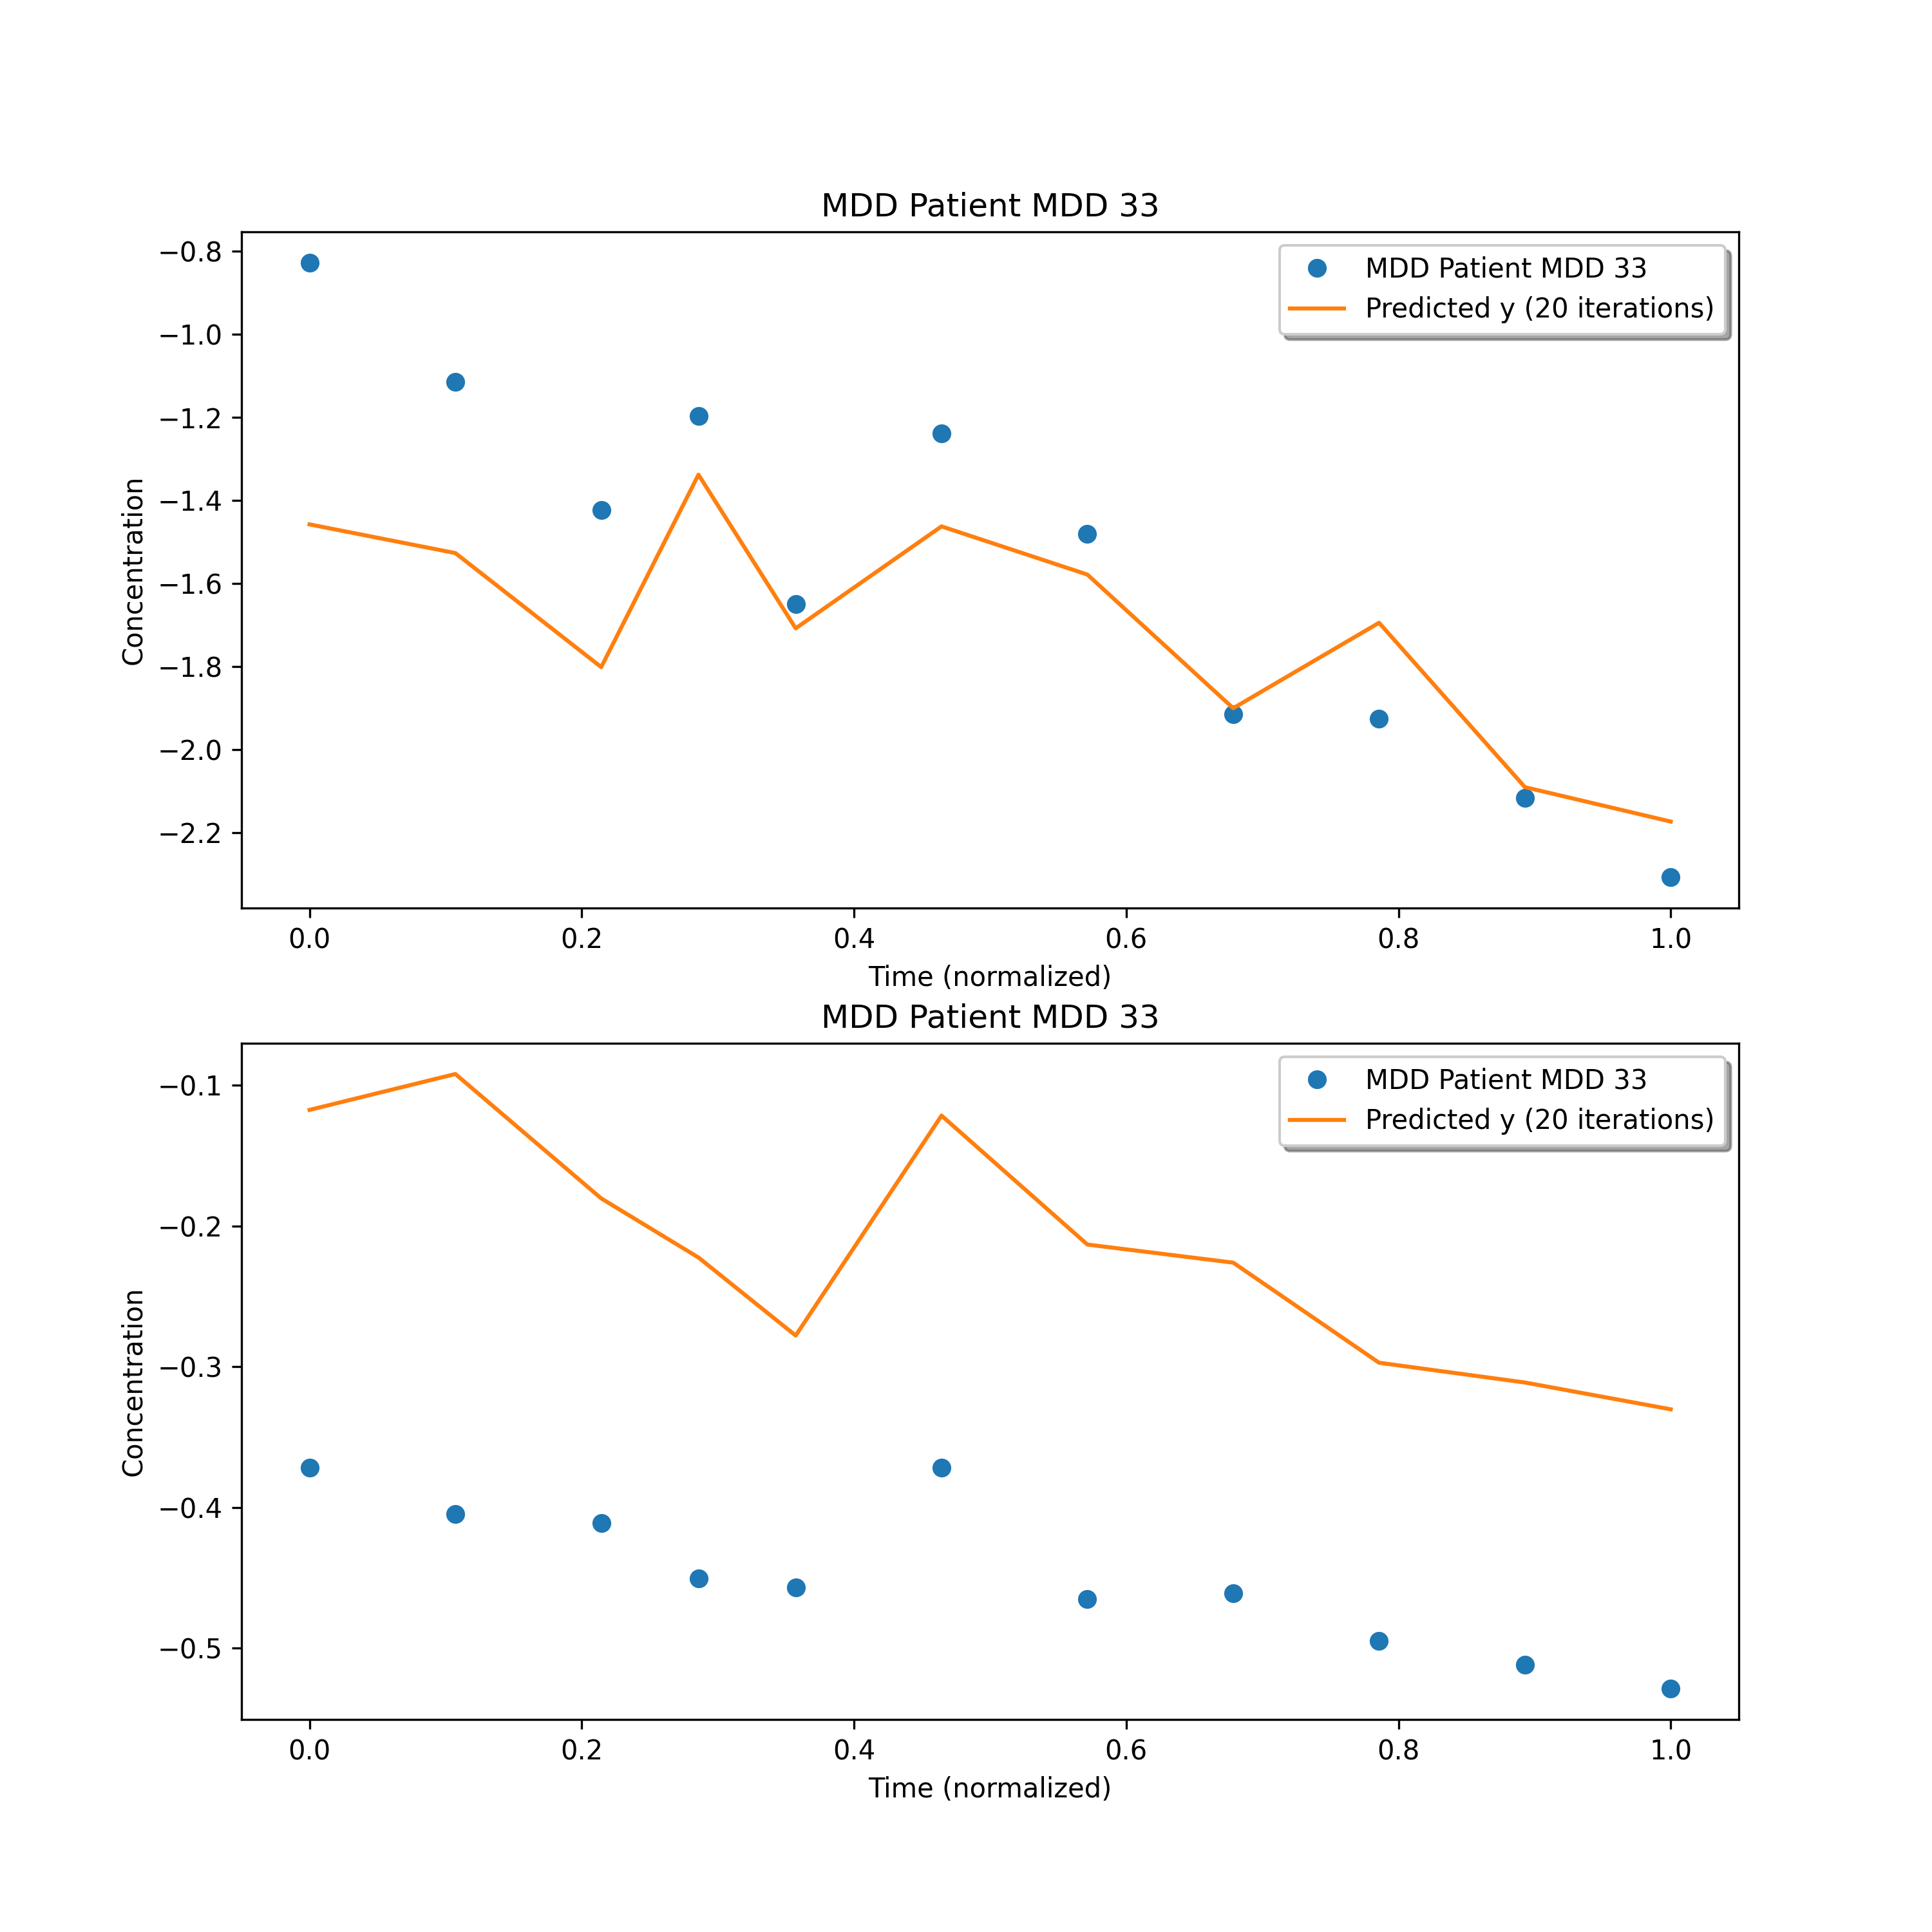 MDD Patient MDD 33
MDD Patient MDD 33
Predicted y (20 iterations)
−0.8
−1.0
−1.2
−1.4
−1.6
−1.8
−2.0
−2.2
Concentration
0.0 0.2 0.4 0.6 0.8 1.0
Time (normalized)
MDD Patient MDD 33
MDD Patient MDD 33
Predicted y (20 iterations)
−0.1
−0.2
−0.3
−0.4
−0.5
Concentration
0.0 0.2 0.4 0.6 0.8 1.0
Time (normalized)